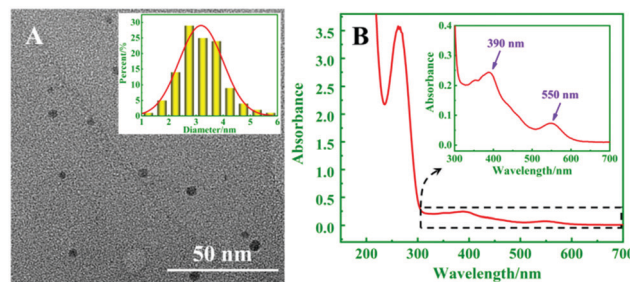 A
Percent/%
30
25
20
15
10
5
0
1 2 3 4 5 6
Diameter/nm
50 nm
B
Absorbance
3.5
3.0
2.5
2.0
1.5
1.0
0.5
0.0
200 300 400 500 600 700
Wavelength/nm
Absorbance
0.4
0.3
0.2
0.1
0.0
390 nm
550 nm
300 400 500 600 700
Wavelength/nm